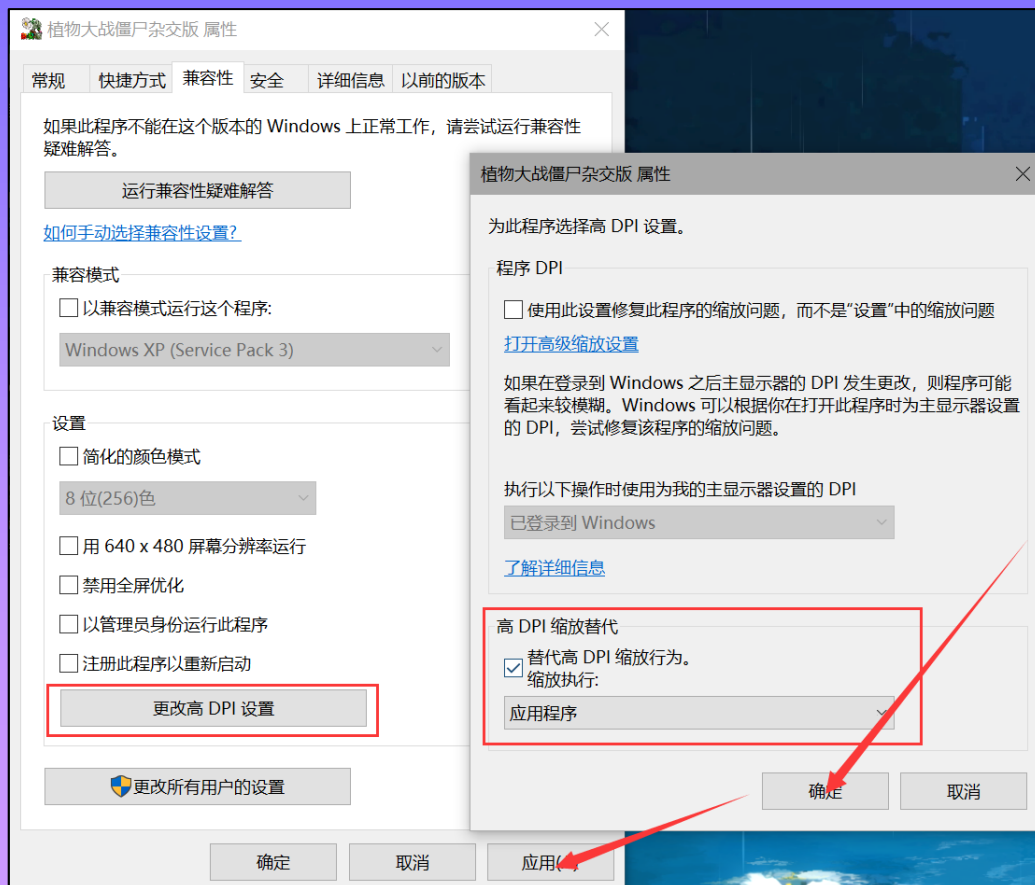 植物大战僵尸杂交版 属性
常规
快捷方式
兼容性
安全
详细信息
以前的版本
如果此程序不能在这个版本的 Windows 上正常工作，请尝试运行兼容性
疑难解答。
运行兼容性疑难解答
如何手动选择兼容性设置?
兼容模式
以兼容模式运行这个程序:
Windows XP (Service Pack 3)
设置
简化的颜色模式
8 位(256)色
用 640 x 480 屏幕分辨率运行
禁用全屏优化
以管理员身份运行此程序
注册此程序以重新启动
更改高 DPI 设置
更改所有用户的设置
确定
取消
应用(
植物大战僵尸杂交版 属性
为此程序选择高 DPI 设置。
程序 DPI
使用此设置修复此程序的缩放问题，而不是"设置"中的缩放问题
打开高级缩放设置
如果在登录到 Windows 之后主显示器的 DPI 发生更改，则程序可能
看起来较模糊。Windows 可以根据你在打开此程序时为主显示器设置
的 DPI，尝试修复该程序的缩放问题。
执行以下操作时使用为我的主显示器设置的 DPI
已登录到 Windows
了解详细信息
高 DPI 缩放替代
替代高 DPI 缩放行为。
缩放执行:
应用程序
确定
取消